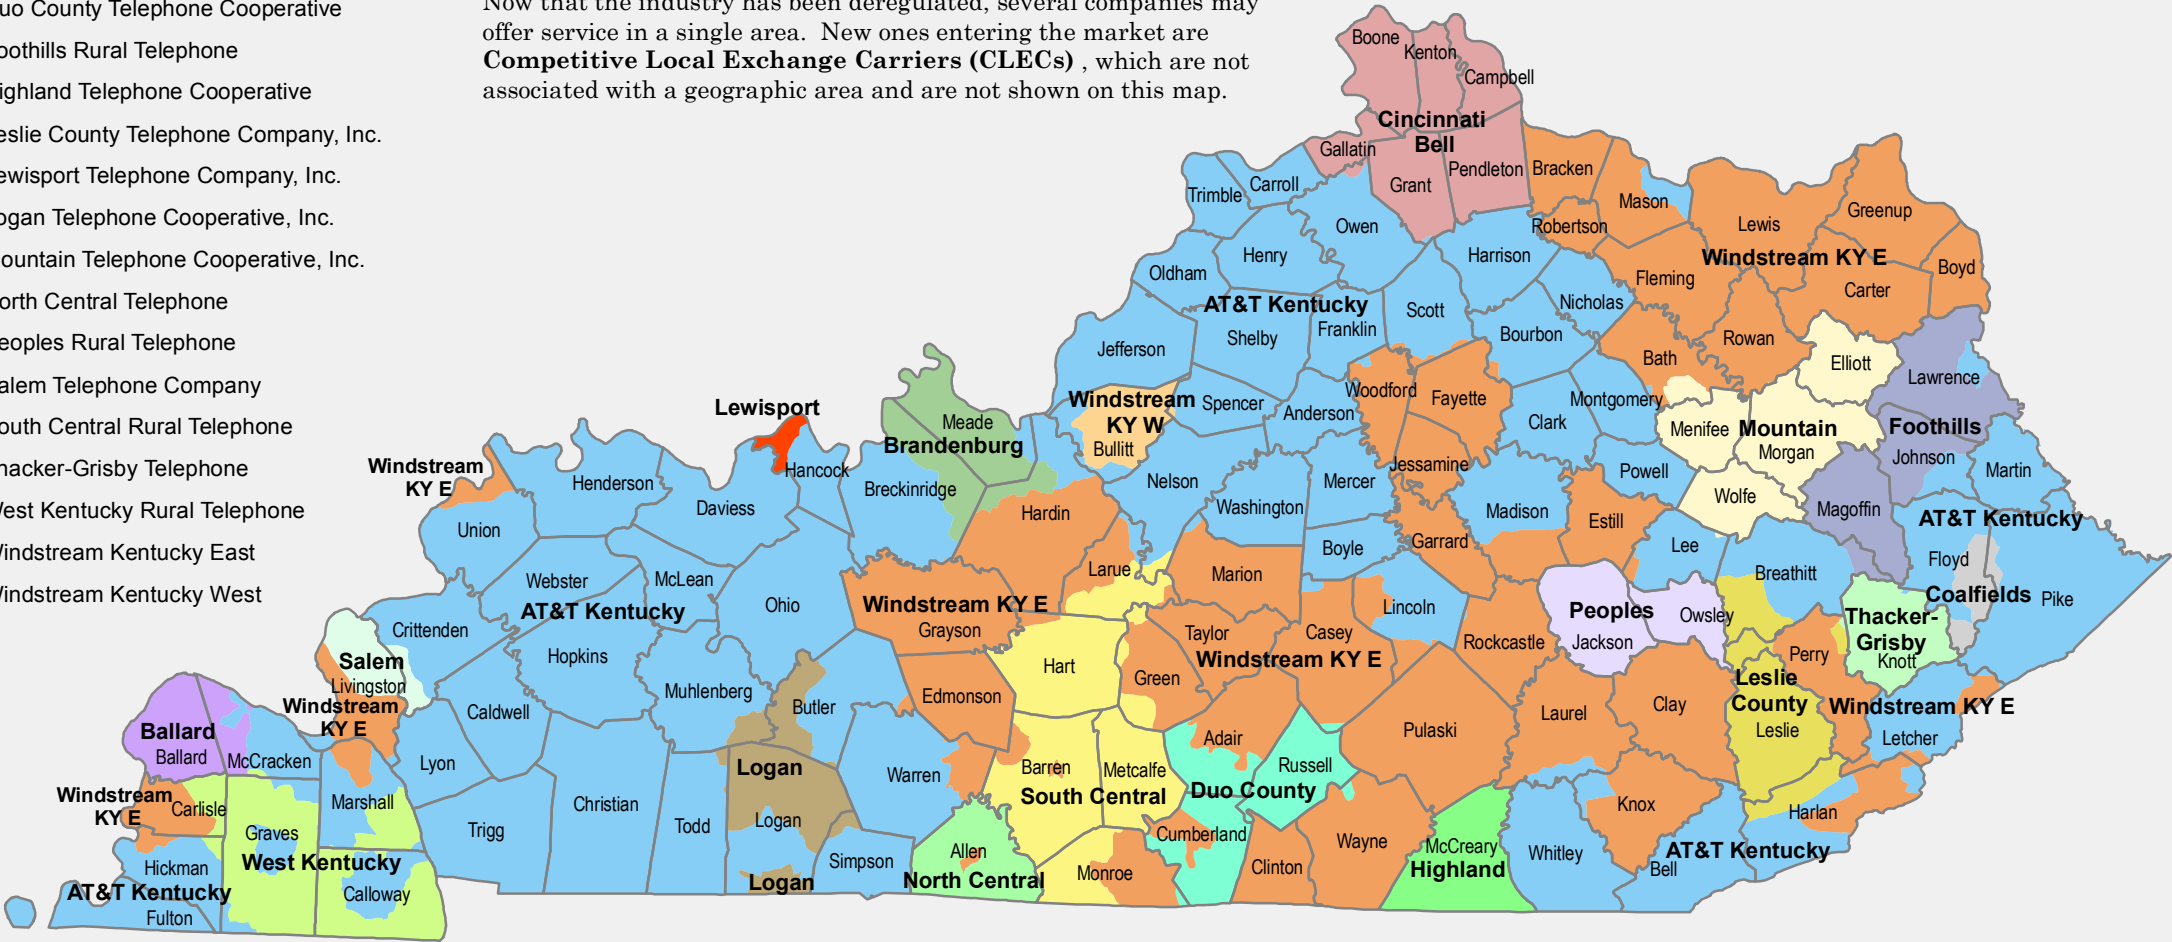 uo County Telephone Cooperative
oothills Rural Telephone
ighland Telephone Cooperative
eslie County Telephone Company, Inc.
ewisport Telephone Company, Inc.
ogan Telephone Cooperative, Inc.
ountain Telephone Cooperative, Inc.
orth Central Telephone
eoples Rural Telephone
alem Telephone Company
outh Central Rural Telephone
hacker-Grisby Telephone
West Kentucky Rural Telephone
Windstream Kentucky East
Windstream Kentucky West
Now that the industry has been deregulated, several companies may
offer service in a single area. New ones entering the market are
Competitive Local Exchange Carriers (CLECs) , which are not
associated with a geographic area and are not shown on this map.
Boone
Kenton
Campbell
Cincinnati
Bell
Gallatin
Grant
Pendleton
Bracken
Mason
Robertson
Lewis
Greenup
Windstream KY E
Boyd
Carter
Fleming
Rowan
Bath
Trimble
Carroll
Owen
Henry
Oldham
Harrison
Nicholas
AT&T Kentucky
Scott
Franklin
Shelby
Bourbon
Jefferson
Elliott
Lawrence
Woodford
Fayette
Montgomery
Clark
Windstream
KY W
Bullitt
Spencer
Anderson
Menifee
Mountain
Morgan
Foothills
Johnson
Martin
Lewisport
Hancock
Meade
Brandenburg
Breckinridge
Windstream
KY E
Henderson
Daviess
Union
Nelson
Mercer
Washington
Jessamine
Powell
Wolfe
Magoffin
AT&T Kentucky
Hardin
Madison
Estill
Garrard
Boyle
Lee
Floyd
Breathitt
Larue
Marion
Webster
McLean
AT&T Kentucky
Ohio
Windstream KY E
Grayson
Coalfields
Pike
Lincoln
Peoples
Jackson
Owsley
Thacker-
Grisby
Knott
Crittenden
Hopkins
Taylor
Casey
Windstream KY E
Rockcastle
Perry
Salem
Livingston
Windstream
KY E
Hart
Green
Muhlenberg
Butler
Edmonson
Leslie
County
Leslie
Windstream KY E
Letcher
Clay
Laurel
Caldwell
Pulaski
Ballard
Ballard
McCracken
Adair
Russell
Lyon
Logan
Warren
Barren
Metcalfe
South Central
Duo County
Windstream
KY E
Carlisle
Marshall
Christian
Knox
Harlan
Graves
Trigg
Todd
Logan
Cumberland
Wayne
McCreary
Highland
Whitley
AT&T Kentucky
Bell
West Kentucky
Hickman
Simpson
Allen
North Central
Monroe
Clinton
AT&T Kentucky
Calloway
Logan
Fulton